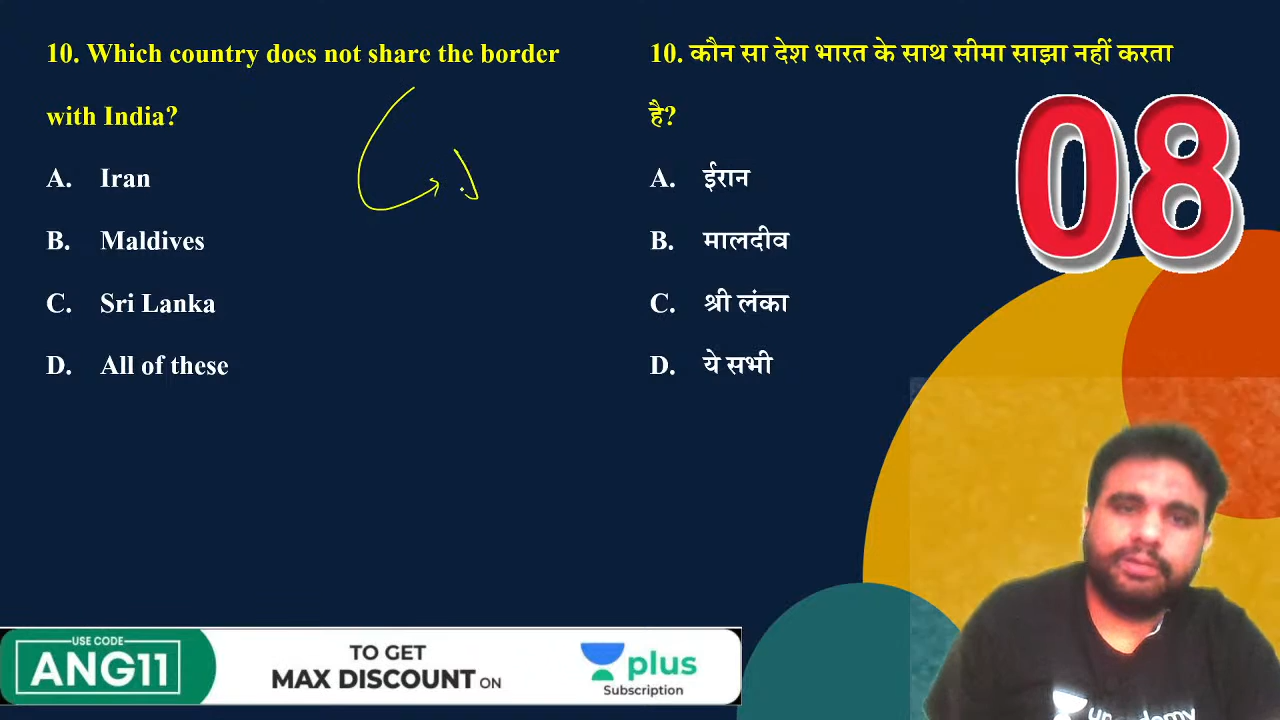 10. Which country does not share the border
with India?
A. Iran
B. Maldives
C. Sri Lanka
D. All of these
10. कौन सा देश भारत के साथ सीमा साझा नहीं करता
है?
A. ईरान
B. मालदीव
C. श्री लंका
D. ये सभी
08
USE CODE
ANG11
TO GET
MAX DISCOUNT ON
plus
Subscription